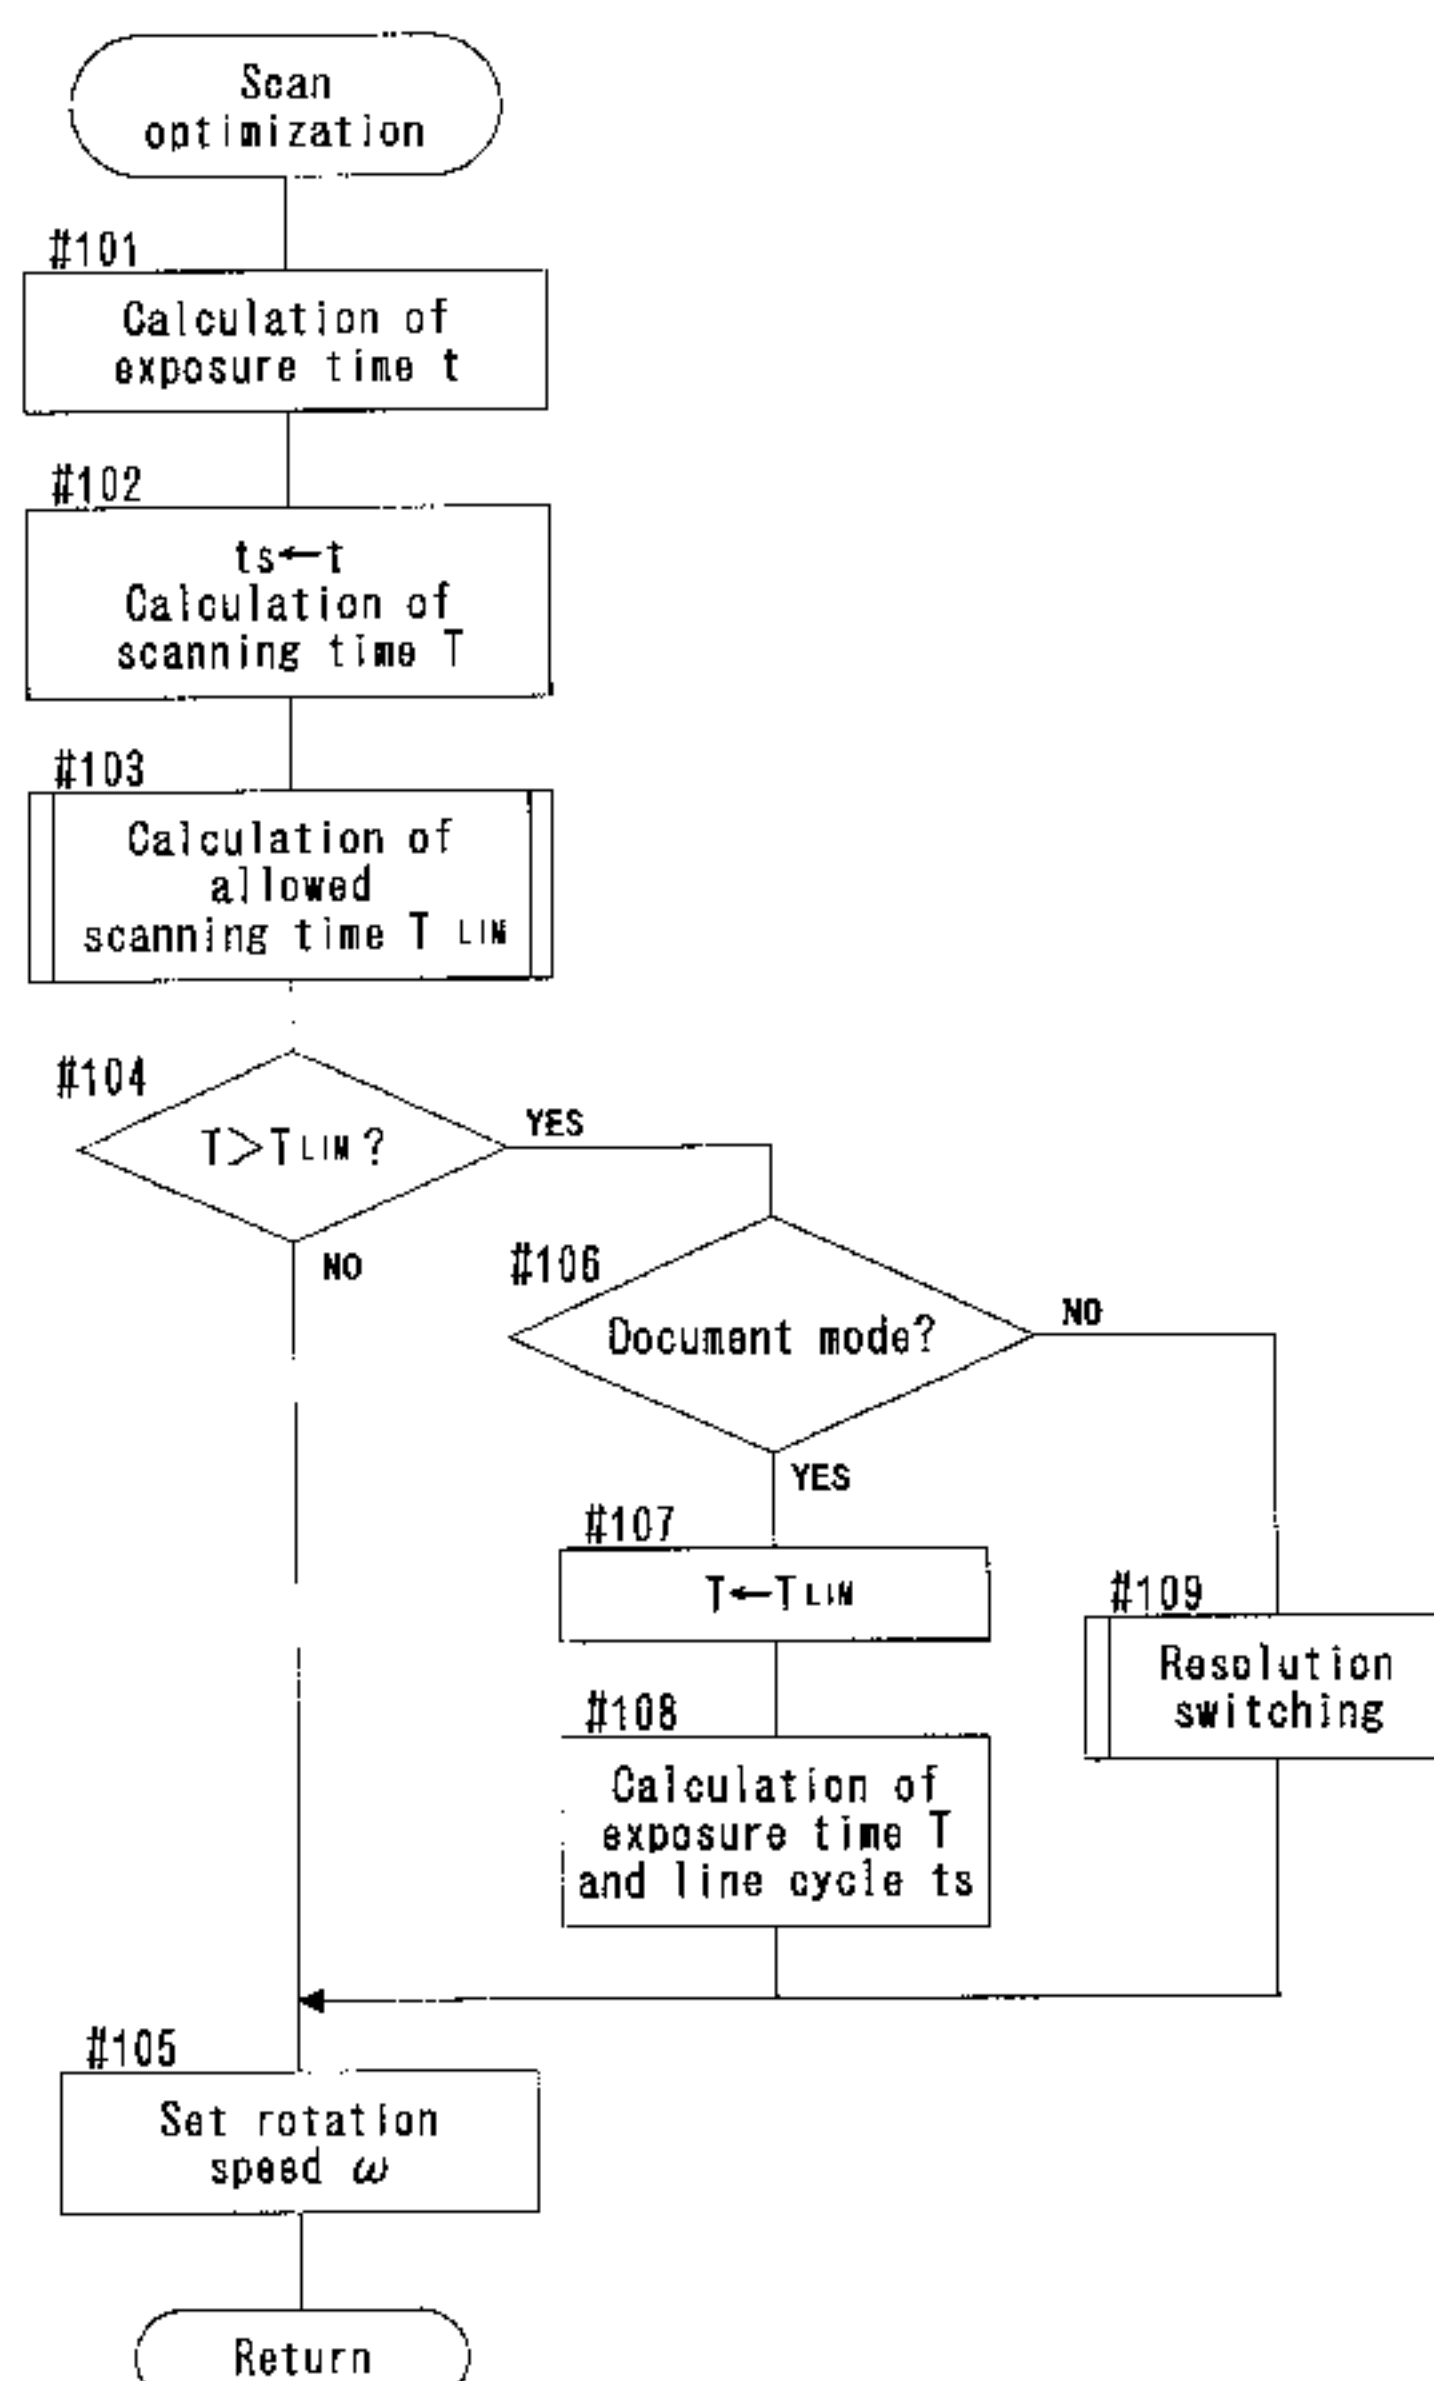 Scan
optimization
#101
Calculation of
exposure time t
#102
ts←t
Calculation of
scanning time T
#103
Calculation of
allowed
scanning time T LIM
#104
T>TLIM?
YES
NO
#106
Document mode?
NO
YES
#107
T←TLIM
#109
Resolution
switching
#108
Calculation of
exposure time T
and line cycle ts
#105
Set rotation
speed ω
Return